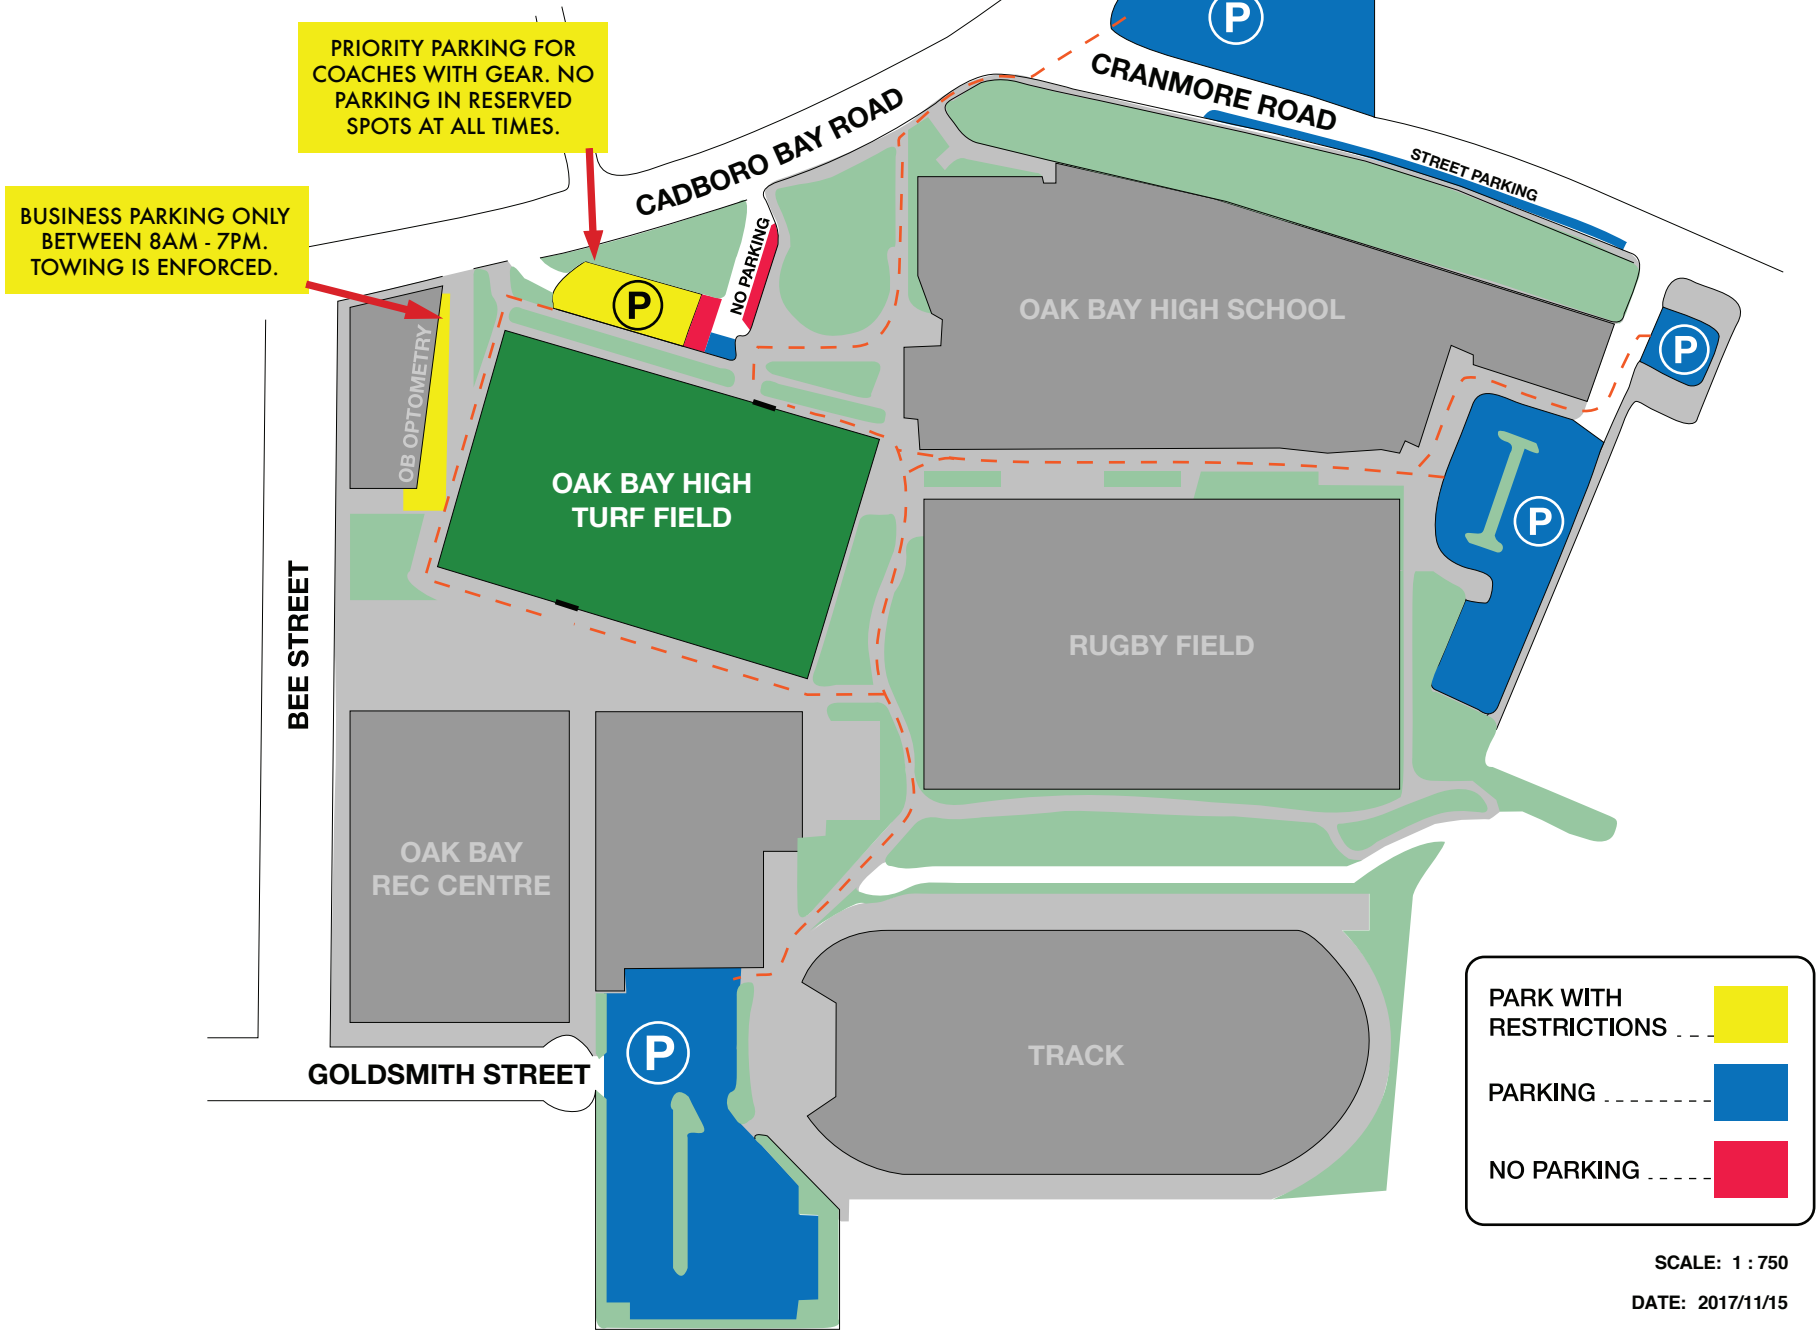 P
PRIORITY PARKING FOR
COACHES WITH GEAR. NO
PARKING IN RESERVED
SPOTS AT ALL TIMES.
CRANMORE ROAD
CADBORO BAY ROAD
STREET PARKING
BUSINESS PARKING ONLY
BETWEEN 8AM - 7PM.
TOWING IS ENFORCED.
NO PARKING
P
OAK BAY HIGH SCHOOL
P
OB OPTOMETRY
OAK BAY HIGH
TURF FIELD
P
BEE STREET
RUGBY FIELD
OAK BAY
REC CENTRE
PARK WITH
RESTRICTIONS
PARKING
NO PARKING
P
TRACK
GOLDSMITH STREET
SCALE: 1 : 750
DATE: 2017/11/15